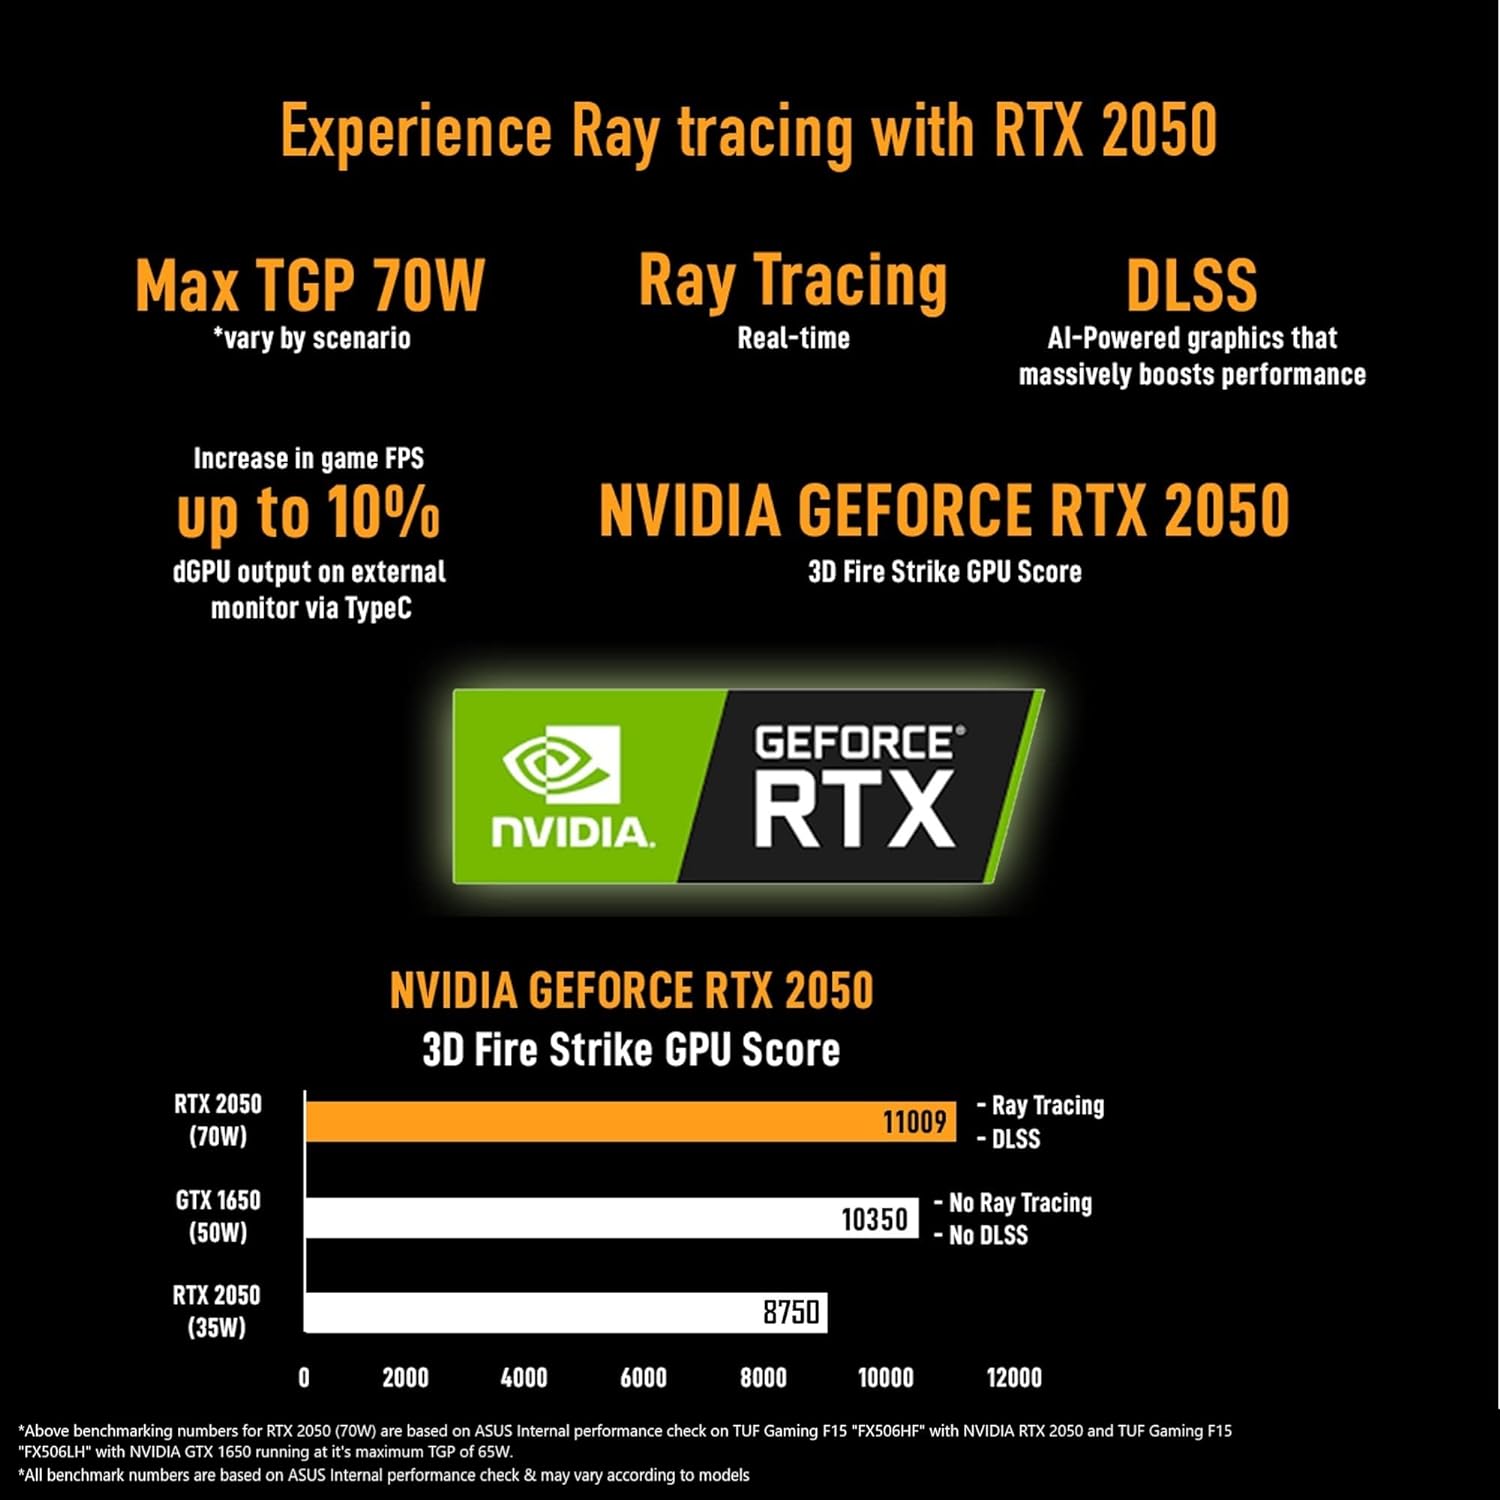 Experience Ray tracing with RTX 2050
Max TGP 70W
*vary by scenario
Ray Tracing
Real-time
DLSS
AI-Powered graphics that
massively boosts performance
Increase in game FPS
up to 10%
dGPU output on external
monitor via TypeC
NVIDIA GEFORCE RTX 2050
3D Fire Strike GPU Score
NVIDIA.
GEFORCE®
RTX
NVIDIA GEFORCE RTX 2050
3D Fire Strike GPU Score
RTX 2050
(70W)
11009
- Ray Tracing
- DLSS
GTX 1650
(50W)
10350
- No Ray Tracing
- No DLSS
RTX 2050
(35W)
8750
0 2000 4000 6000 8000 10000 12000
*Above benchmarking numbers for RTX 2050 (70W) are based on ASUS Internal performance check on TUF Gaming F15 "FX506HF" with NVIDIA RTX 2050 and TUF Gaming F15
"FX506LH" with NVIDIA GTX 1650 running at it's maximum TGP of 65W.
*All benchmark numbers are based on ASUS Internal performance check & may vary according to models